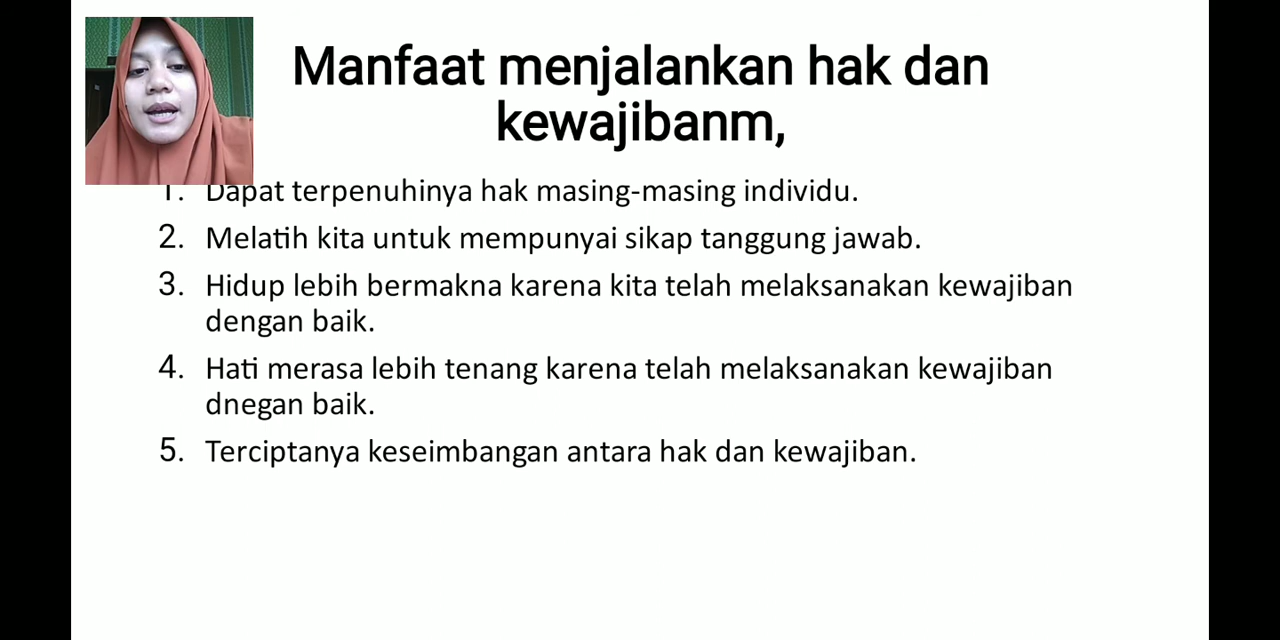 Manfaat menjalankan hak dan
kewajibanm,
1. Dapat terpenuhinya hak masing-masing individu.
2. Melatih kita untuk mempunyai sikap tanggung jawab.
3. Hidup lebih bermakna karena kita telah melaksanakan kewajiban
dengan baik.
4. Hati merasa lebih tenang karena telah melaksanakan kewajiban
dnegan baik.
5. Terciptanya keseimbangan antara hak dan kewajiban.